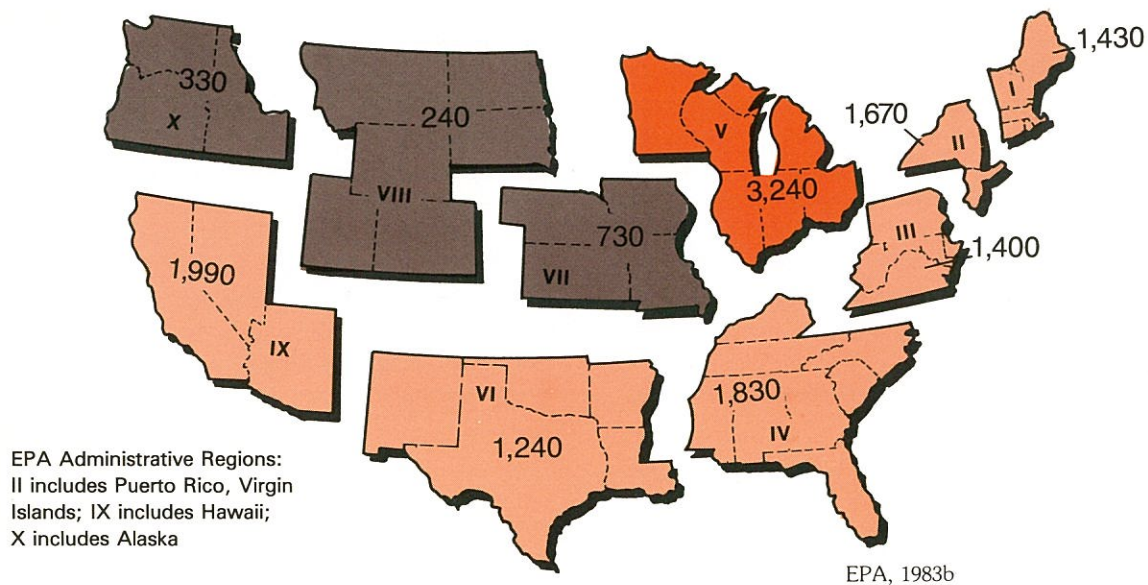 1,430
330
X
240
VIII
V
3,240
I
1,670
II
III
1,400
730
VII
1,990
IX
VI
1,240
1,830
IV
EPA Administrative Regions:
II includes Puerto Rico, Virgin
Islands; IX includes Hawaii;
X includes Alaska
EPA, 1983b